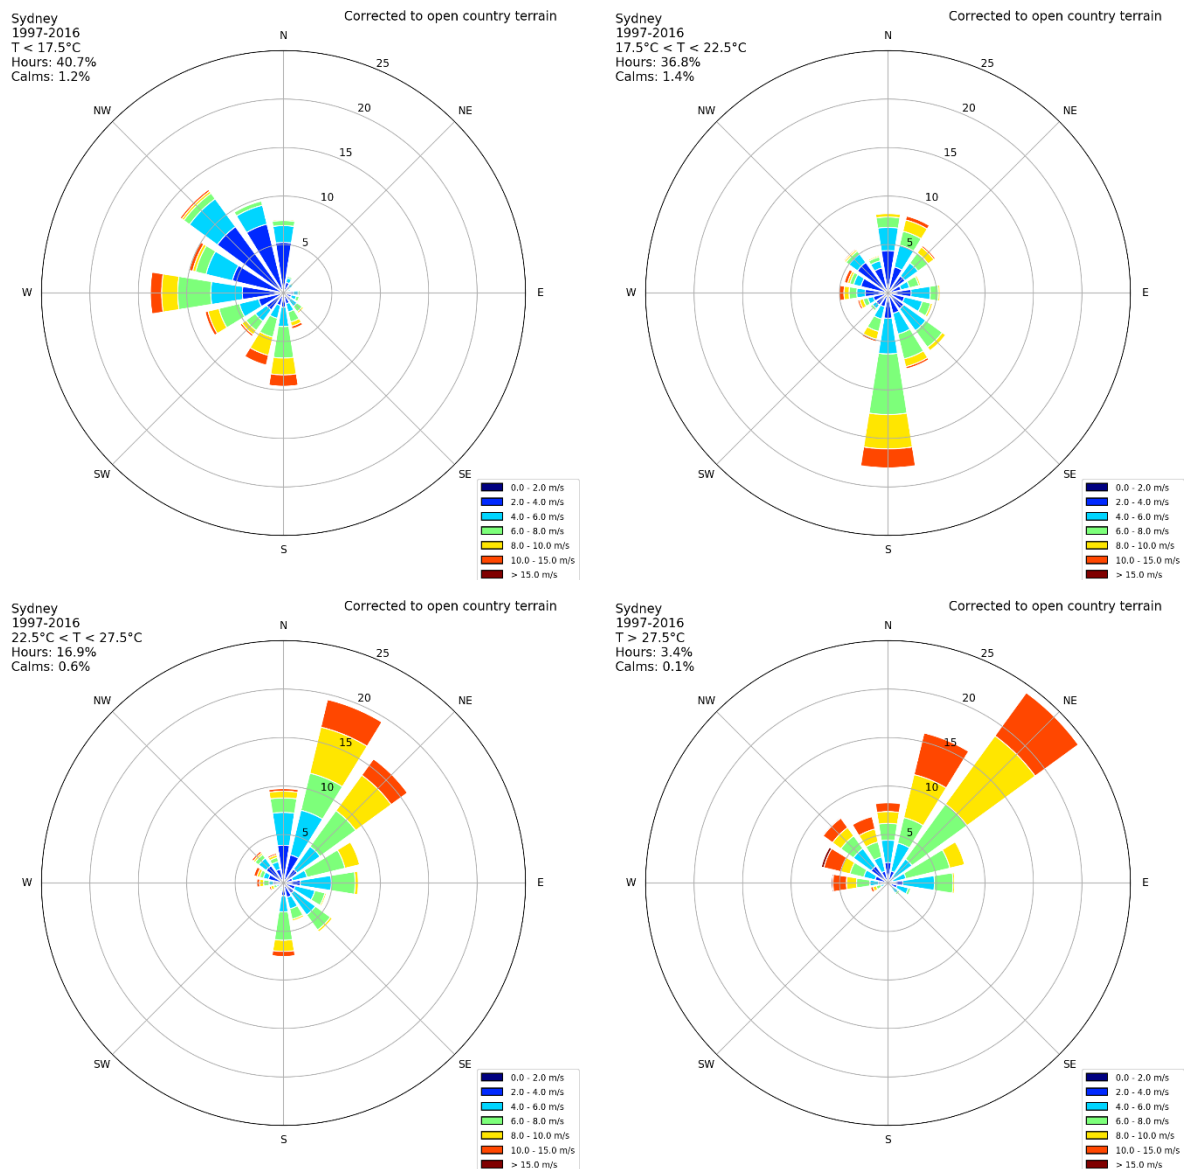 Sydney
1997-2016
T < 17.5°C
Hours: 40.7%
Calms: 1.2%
Corrected to open country terrain
N
NE
E
SE
S
SW
W
NW
5
10
15
20
25
0.0 - 2.0 m/s
2.0 - 4.0 m/s
4.0 - 6.0 m/s
6.0 - 8.0 m/s
8.0 - 10.0 m/s
10.0 - 15.0 m/s
> 15.0 m/s
Sydney
1997-2016
17.5°C < T < 22.5°C
Hours: 36.8%
Calms: 1.4%
Corrected to open country terrain
N
NE
E
SE
S
SW
W
NW
5
10
15
20
25
0.0 - 2.0 m/s
2.0 - 4.0 m/s
4.0 - 6.0 m/s
6.0 - 8.0 m/s
8.0 - 10.0 m/s
10.0 - 15.0 m/s
> 15.0 m/s
Sydney
1997-2016
22.5°C < T < 27.5°C
Hours: 16.9%
Calms: 0.6%
Corrected to open country terrain
N
NE
E
SE
S
SW
W
NW
5
10
15
20
25
0.0 - 2.0 m/s
2.0 - 4.0 m/s
4.0 - 6.0 m/s
6.0 - 8.0 m/s
8.0 - 10.0 m/s
10.0 - 15.0 m/s
> 15.0 m/s
Sydney
1997-2016
T > 27.5°C
Hours: 3.4%
Calms: 0.1%
Corrected to open country terrain
N
NE
E
SE
S
SW
W
NW
5
10
15
20
25
0.0 - 2.0 m/s
2.0 - 4.0 m/s
4.0 - 6.0 m/s
6.0 - 8.0 m/s
8.0 - 10.0 m/s
10.0 - 15.0 m/s
> 15.0 m/s